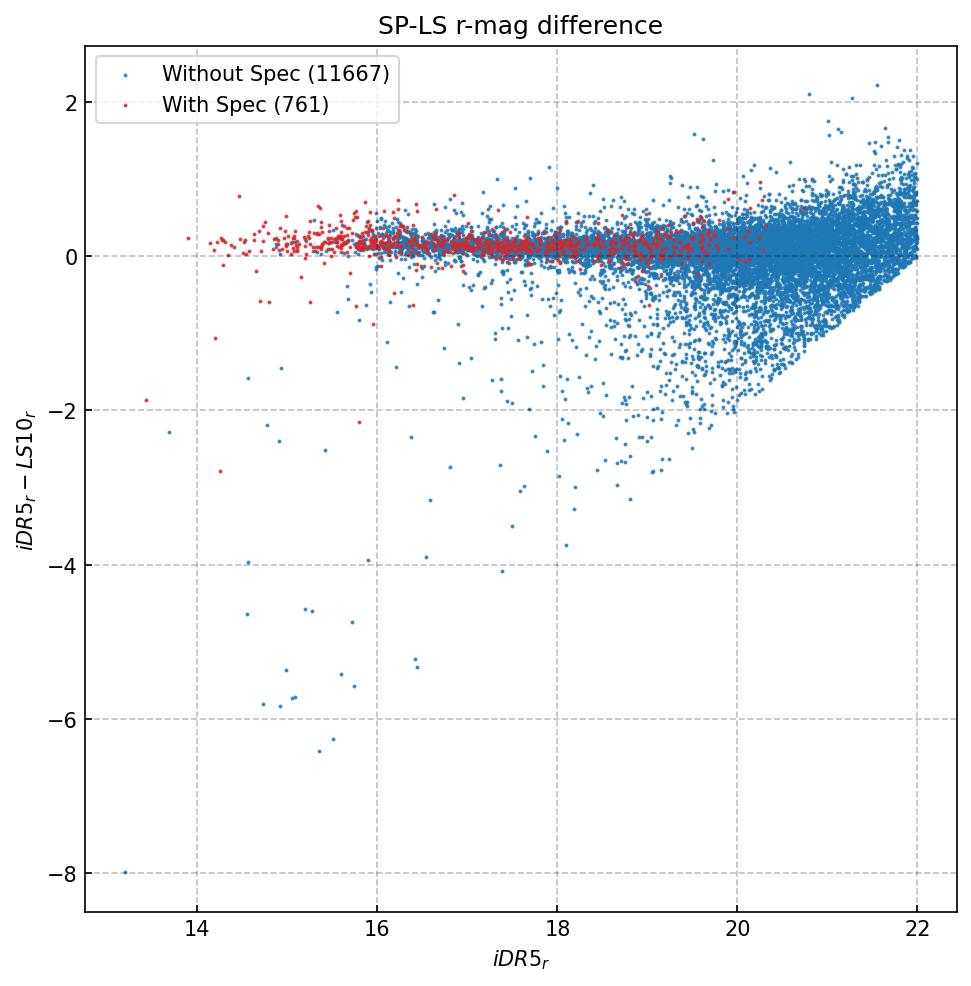 SP-LS r-mag difference
Without Spec (11667)
With Spec (761)
2
0
−2
−4
−6
−8
iDR5r − LS10r
14
16
18
20
22
iDR5r